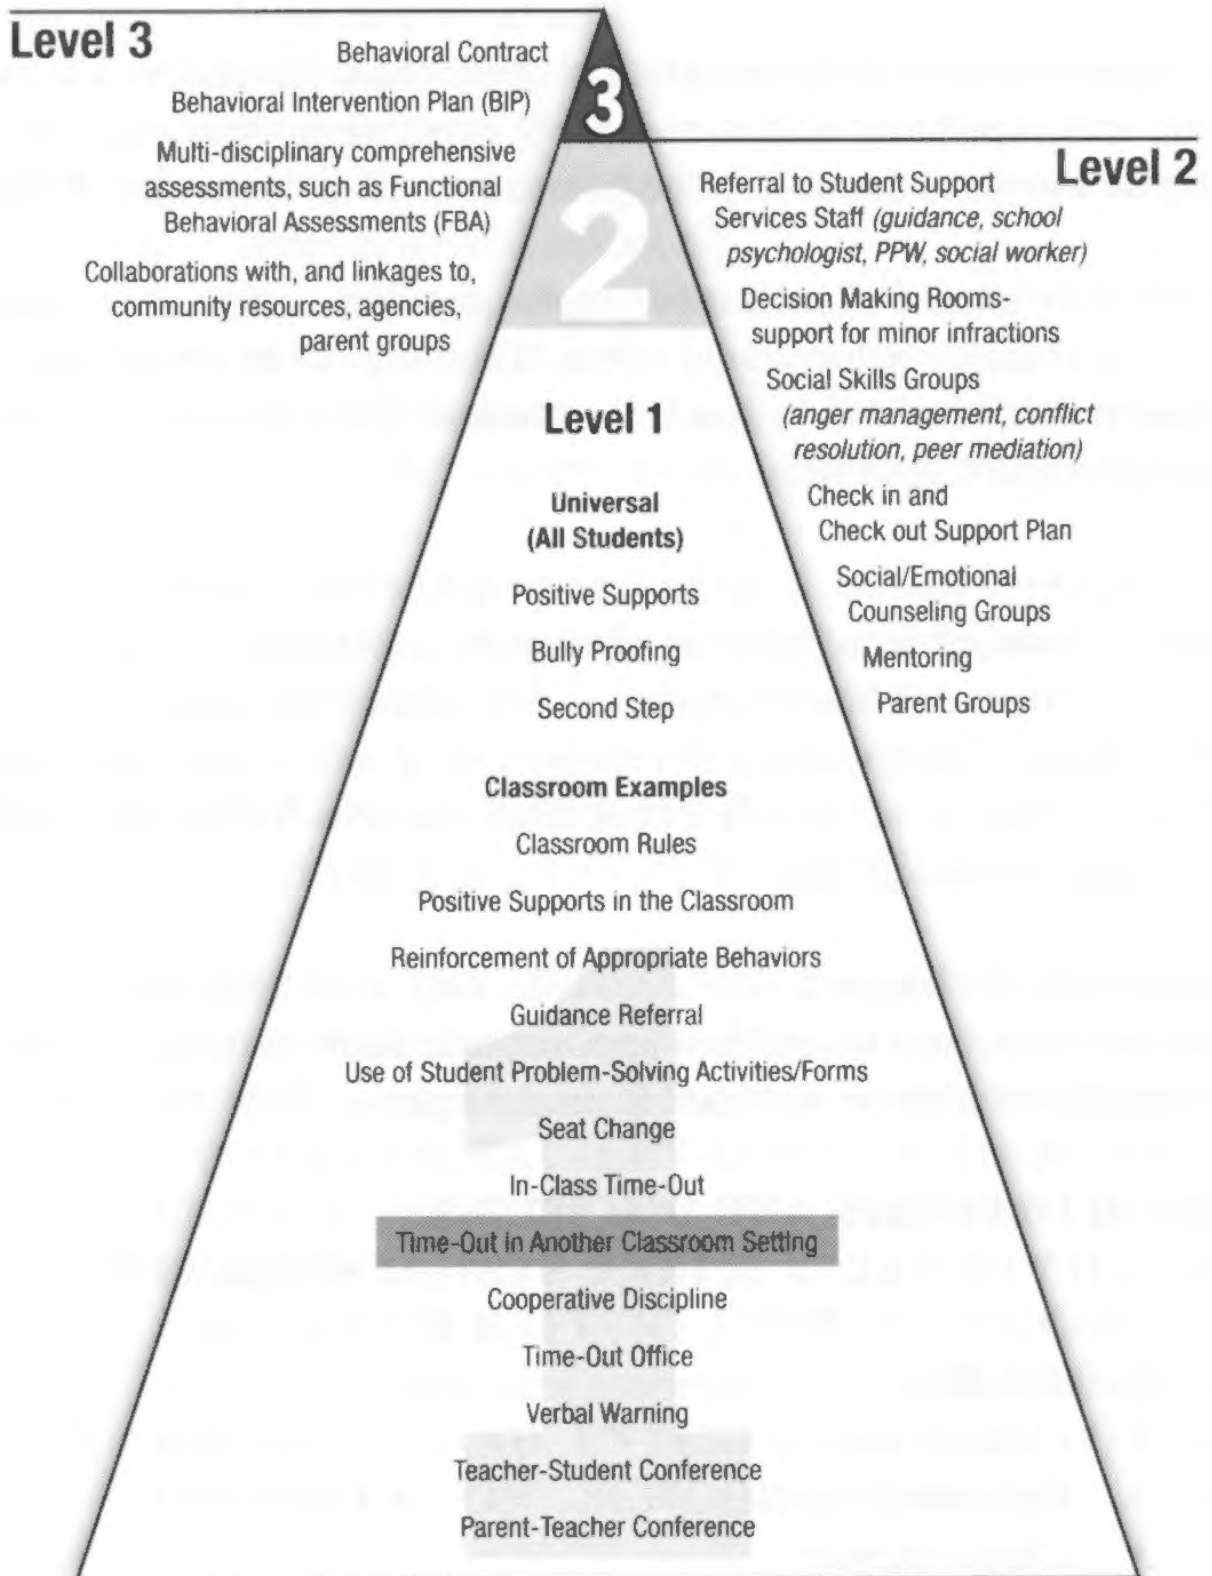 Level 3
Behavioral Contract
Behavioral Intervention Plan (BIP)
Multi-disciplinary comprehensive
assessments, such as Functional
Behavioral Assessments (FBA)
Collaborations with, and linkages to,
community resources, agencies,
parent groups
3
Level 2
Referral to Student Support
Services Staff (guidance, school
psychologist, PPW, social worker)
Decision Making Rooms-
support for minor infractions
Social Skills Groups
(anger management, conflict
resolution, peer mediation)
Check in and
Check out Support Plan
Social/Emotional
Counseling Groups
Mentoring
Parent Groups
2
Level 1
Universal
(All Students)
Positive Supports
Bully Proofing
Second Step
Classroom Examples
Classroom Rules
Positive Supports in the Classroom
Reinforcement of Appropriate Behaviors
Guidance Referral
Use of Student Problem-Solving Activities/Forms
Seat Change
In-Class Time-Out
Time-Out in Another Classroom Setting
Cooperative Discipline
Time-Out Office
Verbal Warning
Teacher-Student Conference
Parent-Teacher Conference
1